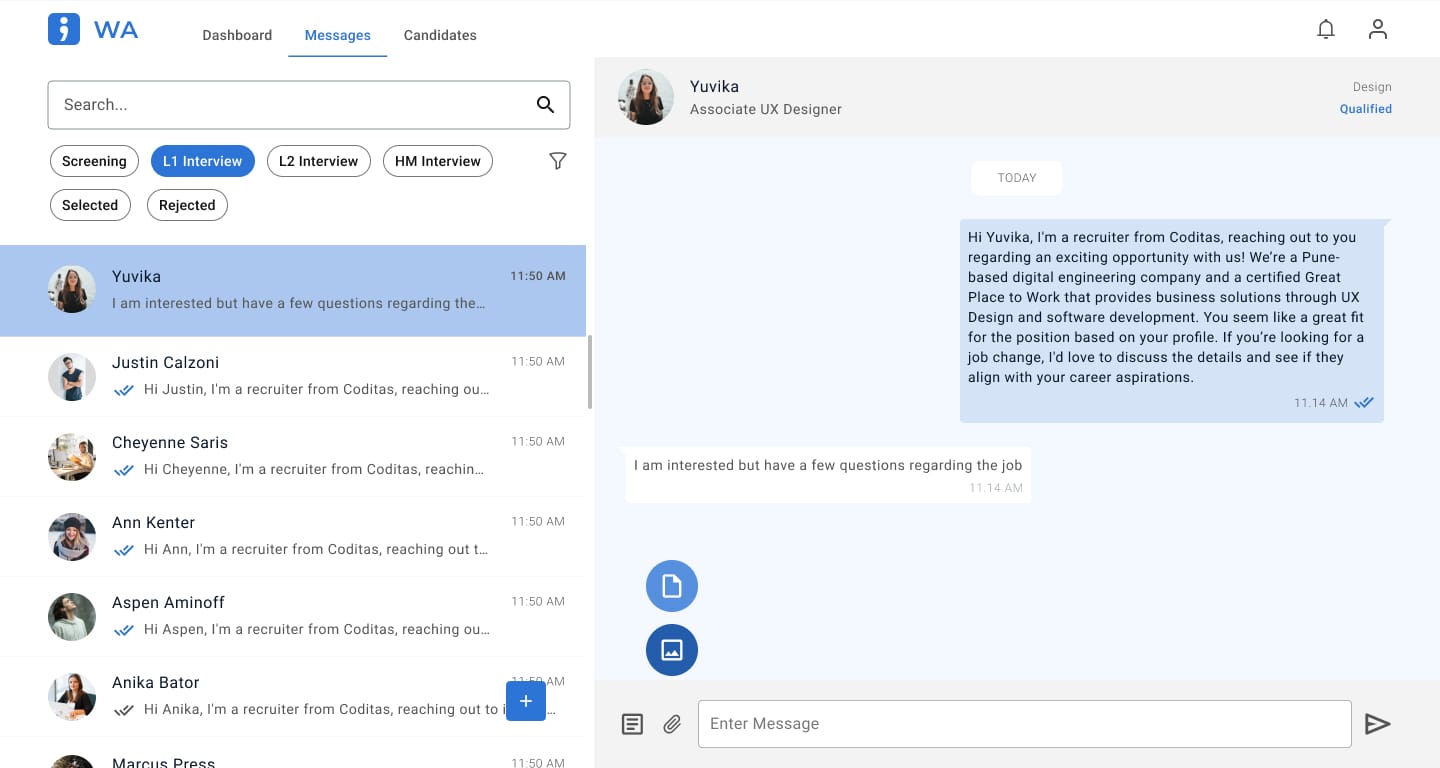 WA
Dashboard
Messages
Candidates
Search...
Screening
L1 Interview
L2 Interview
HM Interview
Selected
Rejected
Yuvika
11:50 AM
I am interested but have a few questions regarding the...
Justin Calzoni
11:50 AM
Hi Justin, I'm a recruiter from Coditas, reaching ou...
Cheyenne Saris
11:50 AM
Hi Cheyenne, I'm a recruiter from Coditas, reachin...
Ann Kenter
11:50 AM
Hi Ann, I'm a recruiter from Coditas, reaching out t...
Aspen Aminoff
11:50 AM
Hi Aspen, I'm a recruiter from Coditas, reaching ou...
Anika Bator
11:50 AM
Hi Anika, I'm a recruiter from Coditas, reaching out to i...
Marcus Press
11:50 AM
Yuvika
Associate UX Designer
Design
Qualified
TODAY
Hi Yuvika, I'm a recruiter from Coditas, reaching out to you
regarding an exciting opportunity with us! We’re a Pune-
based digital engineering company and a certified Great
Place to Work that provides business solutions through UX
Design and software development. You seem like a great fit
for the position based on your profile. If you’re looking for a
job change, I'd love to discuss the details and see if they
align with your career aspirations.
11.14 AM
I am interested but have a few questions regarding the job
11.14 AM
Enter Message